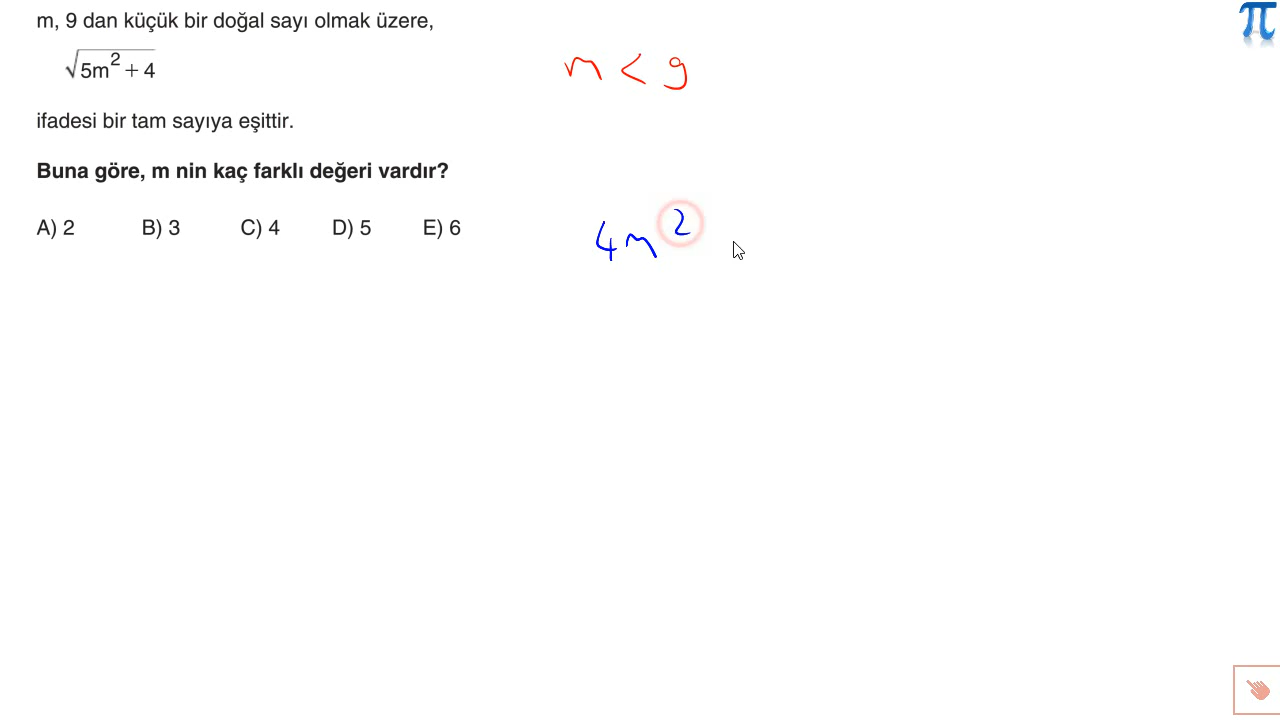 m, 9 dan küçük bir doğal sayı olmak üzere,
√5m² + 4
m < 9
ifadesi bir tam sayıya eşittir.
Buna göre, m nin kaç farklı değeri vardır?
A) 2 B) 3 C) 4 D) 5 E) 6
4m²
π